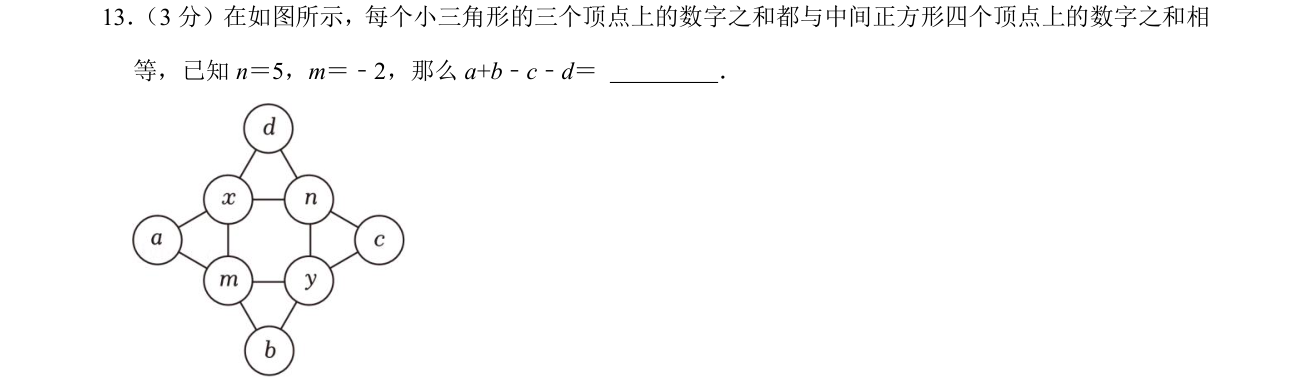 13.（3 分）在如图所示，每个小三角形的三个顶点上的数字之和都与中间正方形四个顶点上的数字之和相
等，已知 n＝5，m＝﹣2，那么 a+b﹣c﹣d＝ ________．
d
x n
a c
m y
b